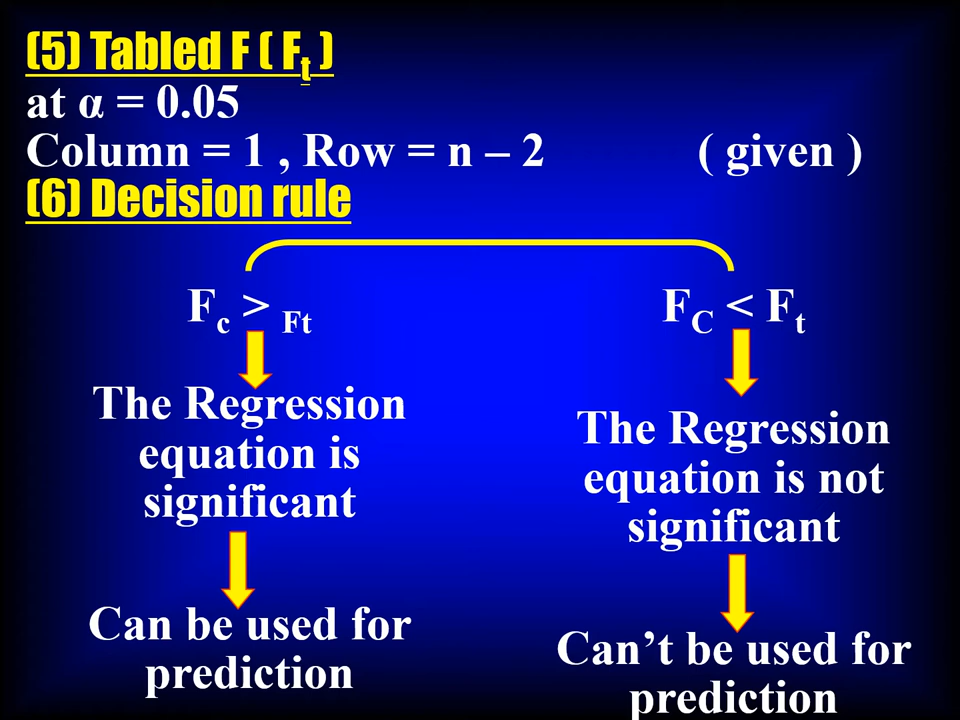 (5) Tabled F ( Ft )
at α = 0.05
Column = 1 , Row = n – 2 ( given )
(6) Decision rule
Fc > Ft
The Regression
equation is
significant
Can be used for
prediction
FC < Ft
The Regression
equation is not
significant
Can’t be used for
prediction